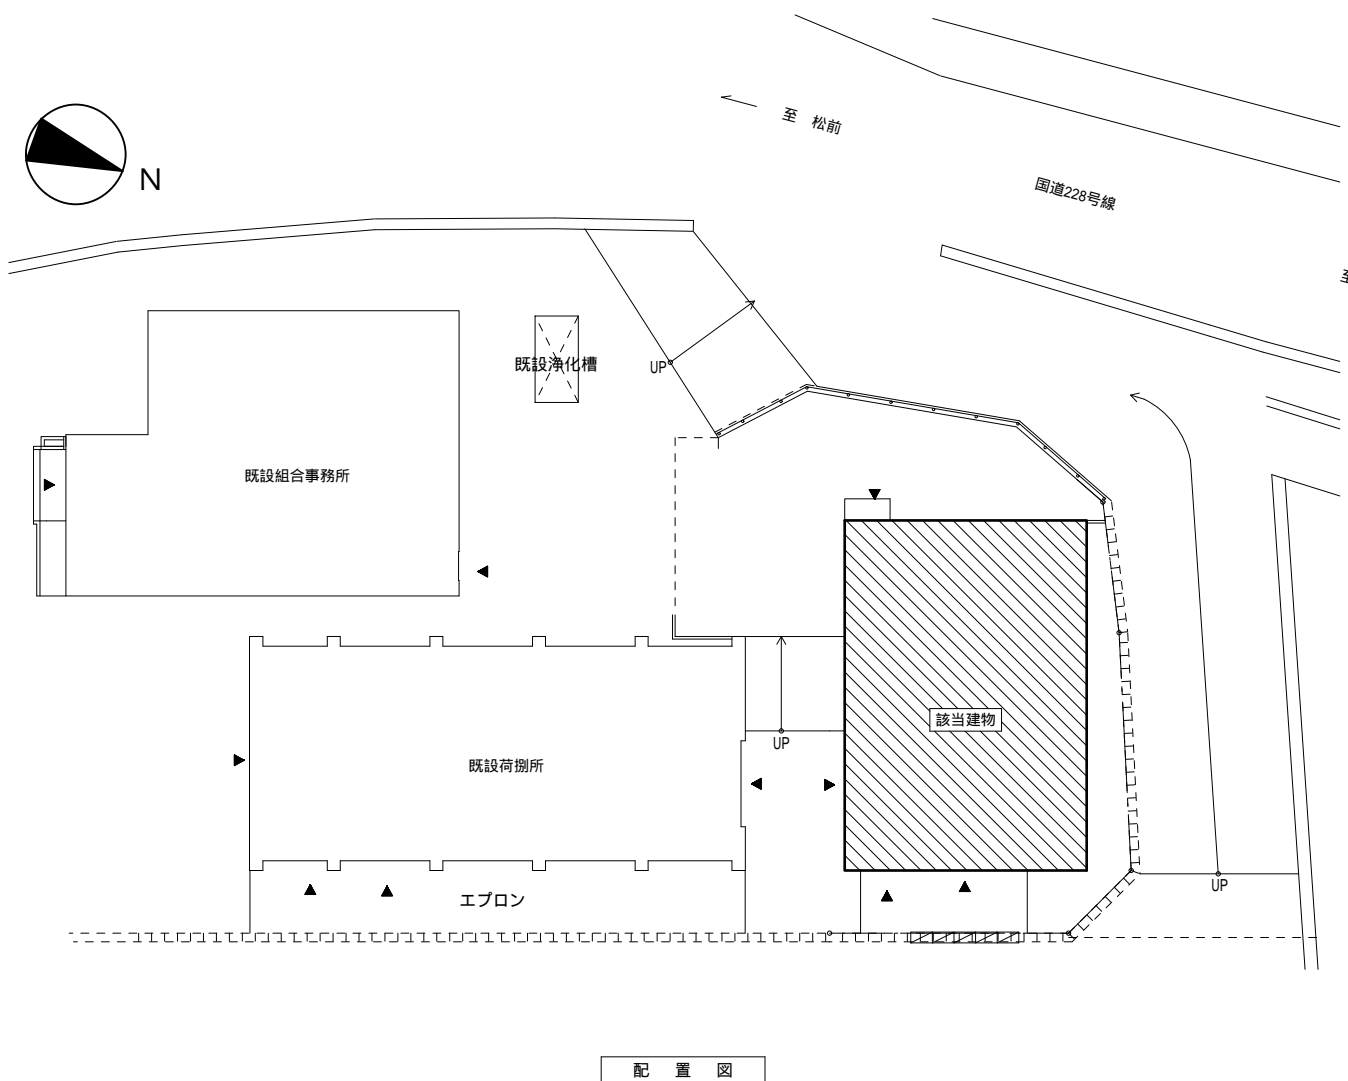 至 松前
N
国道228号線
至
既設浄化槽
UP
既設組合事務所
該当建物
UP
既設荷捌所
UP
エプロン
配 置 図